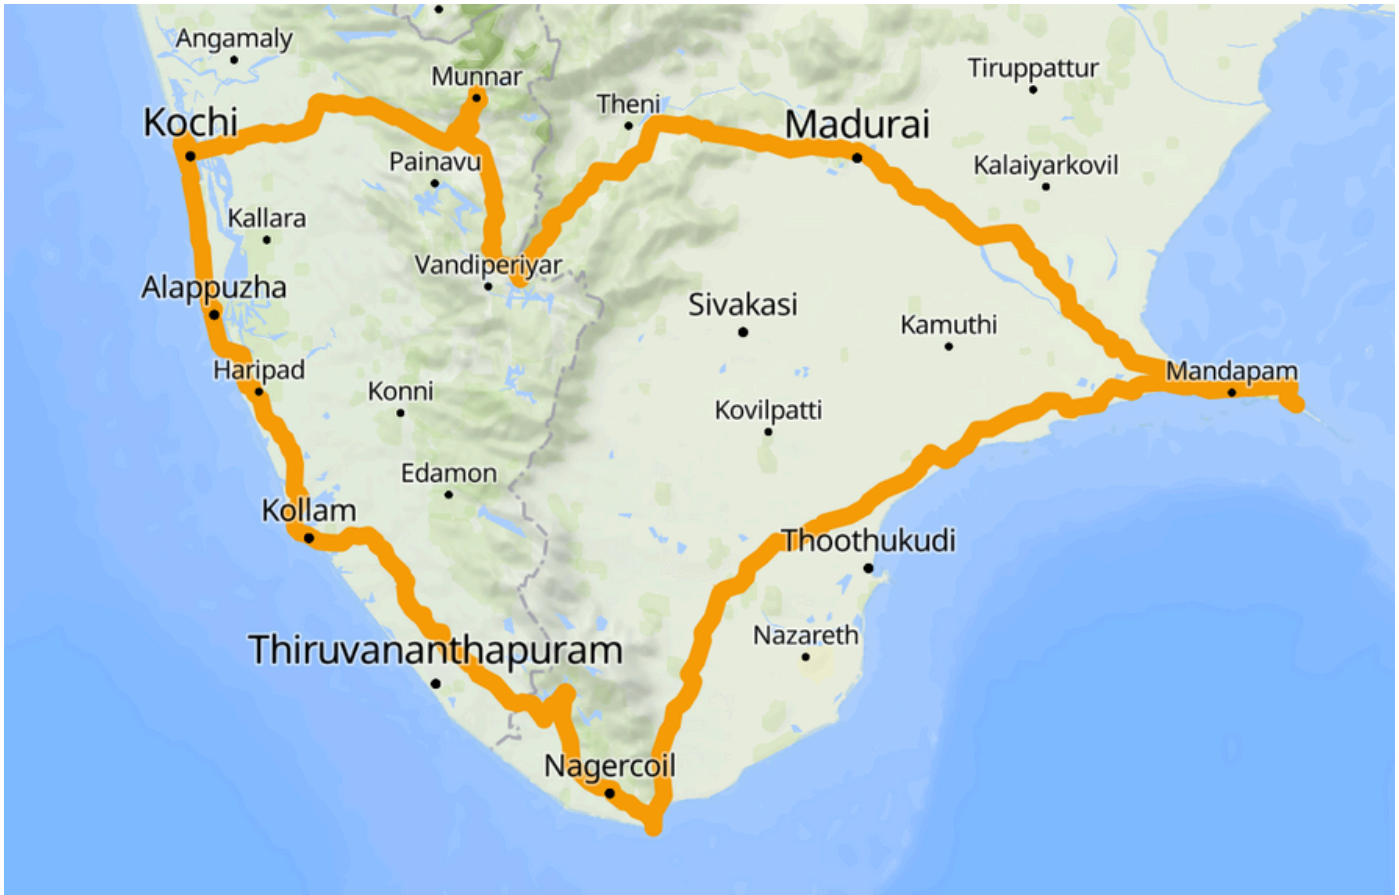 Angamaly
Munnar
Tiruppattur
Theni
Kochi
Madurai
Painavu
Kalaiyarkovil
Kallara
Vandiperiyar
Alappuzha
Sivakasi
Kamuthi
Haripad
Mandapam
Konni
Kovilpatti
Edamon
Kollam
Thoothukudi
Nazareth
Thiruvananthapuram
Nagercoil